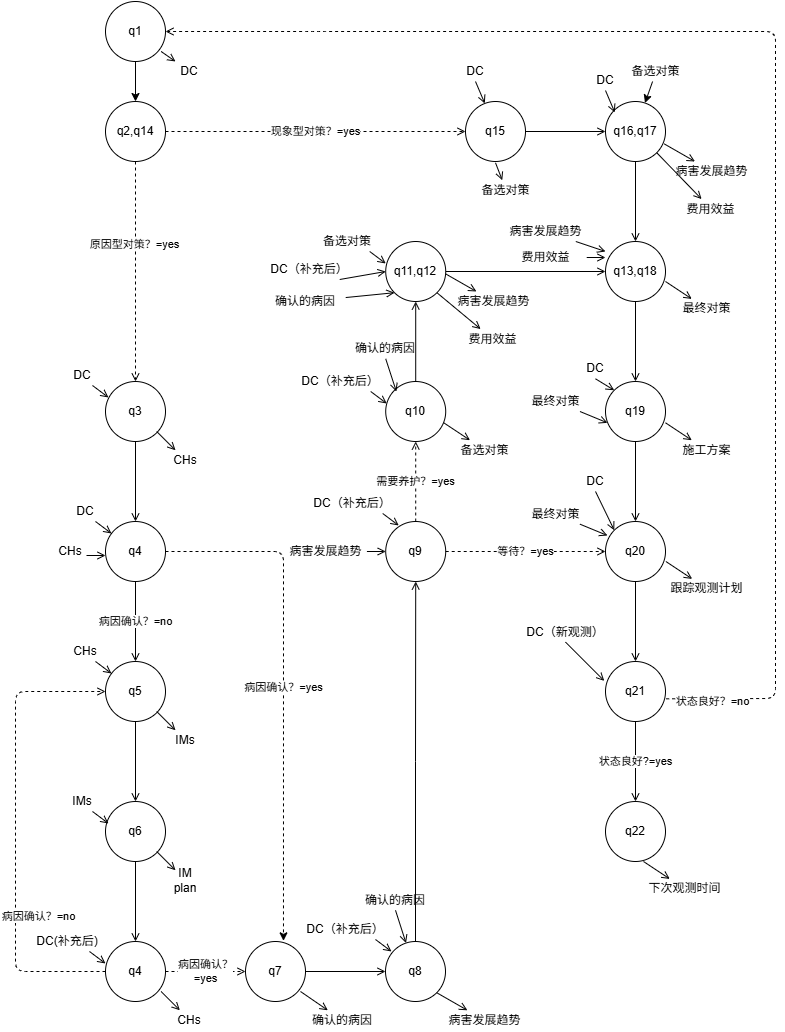 q1
DC
DC
DC
备选对策
q2,q14
现象型对策？=yes
q15
q16,q17
病害发展趋势
备选对策
费用效益
原因型对策？=yes
备选对策
病害发展趋势
费用效益
DC（补充后）
q11,q12
q13,q18
确认的病因
病害发展趋势
最终对策
费用效益
确认的病因
DC
DC（补充后）
DC
最终对策
q3
q10
q19
CHs
备选对策
施工方案
需要养护？=yes
DC
DC（补充后）
DC
最终对策
CHs
q4
病害发展趋势
q9
等待？=yes
q20
跟踪观测计划
病因确认？=no
DC（新观测）
CHs
q5
病因确认？=yes
q21
状态良好？=no
IMs
状态良好?=yes
IMs
q6
q22
IM
plan
下次观测时间
确认的病因
病因确认？=no
DC(补充后)
DC（补充后）
q4
病因确认？
=yes
q7
q8
CHs
确认的病因
病害发展趋势